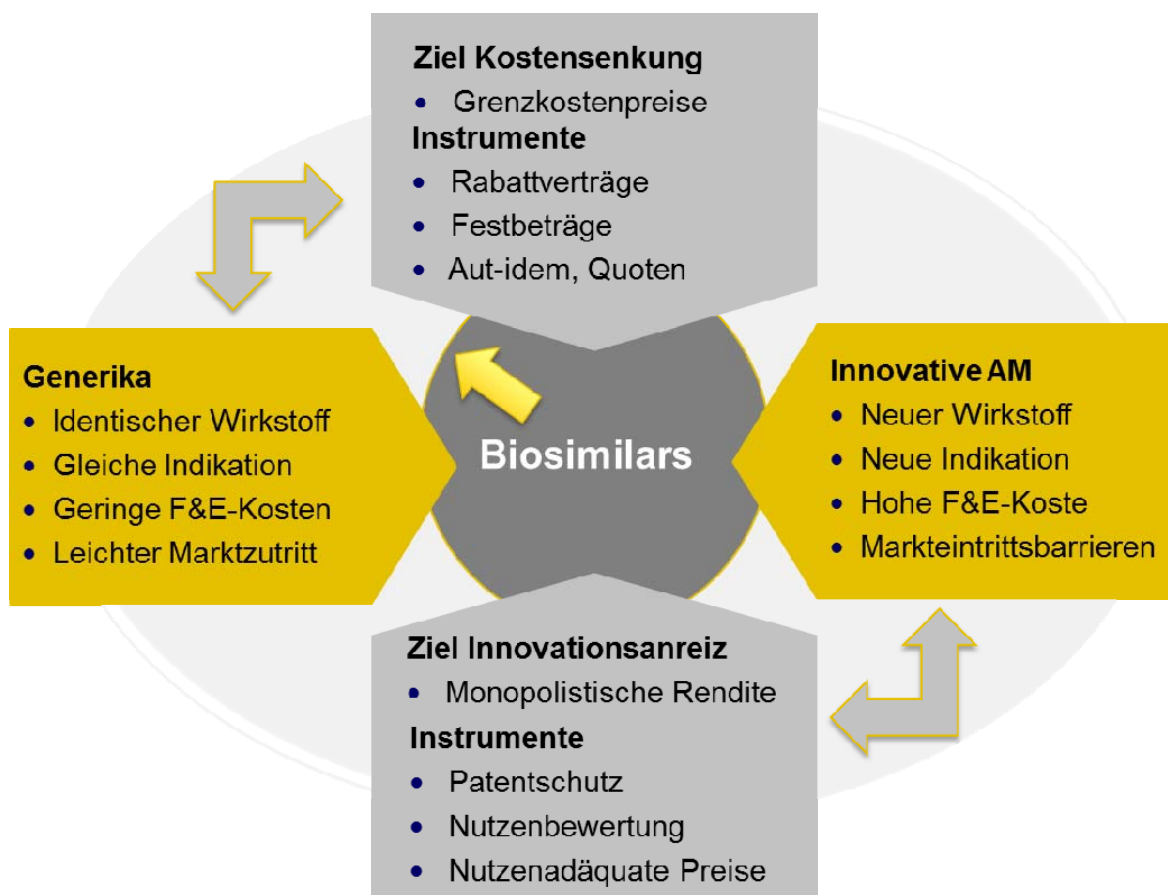 Ziel Kostensenkung
• Grenzkostenpreise
Instrumente
• Rabattverträge
• Festbeträge
• Aut-idem, Quoten
Generika
• Identischer Wirkstoff
• Gleiche Indikation
• Geringe F&E-Kosten
• Leichter Marktzutritt
Biosimilars
Innovative AM
• Neuer Wirkstoff
• Neue Indikation
• Hohe F&E-Koste
• Markteintrittsbarrieren
Ziel Innovationsanreiz
• Monopolistische Rendite
Instrumente
• Patentschutz
• Nutzenbewertung
• Nutzenadäquate Preise